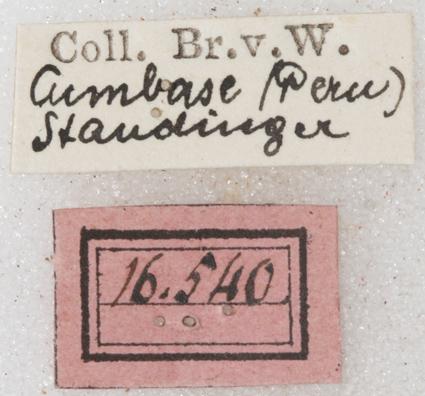 Coll. Br.v.W.
Cumbase (Peru)
Staudinger
16.540